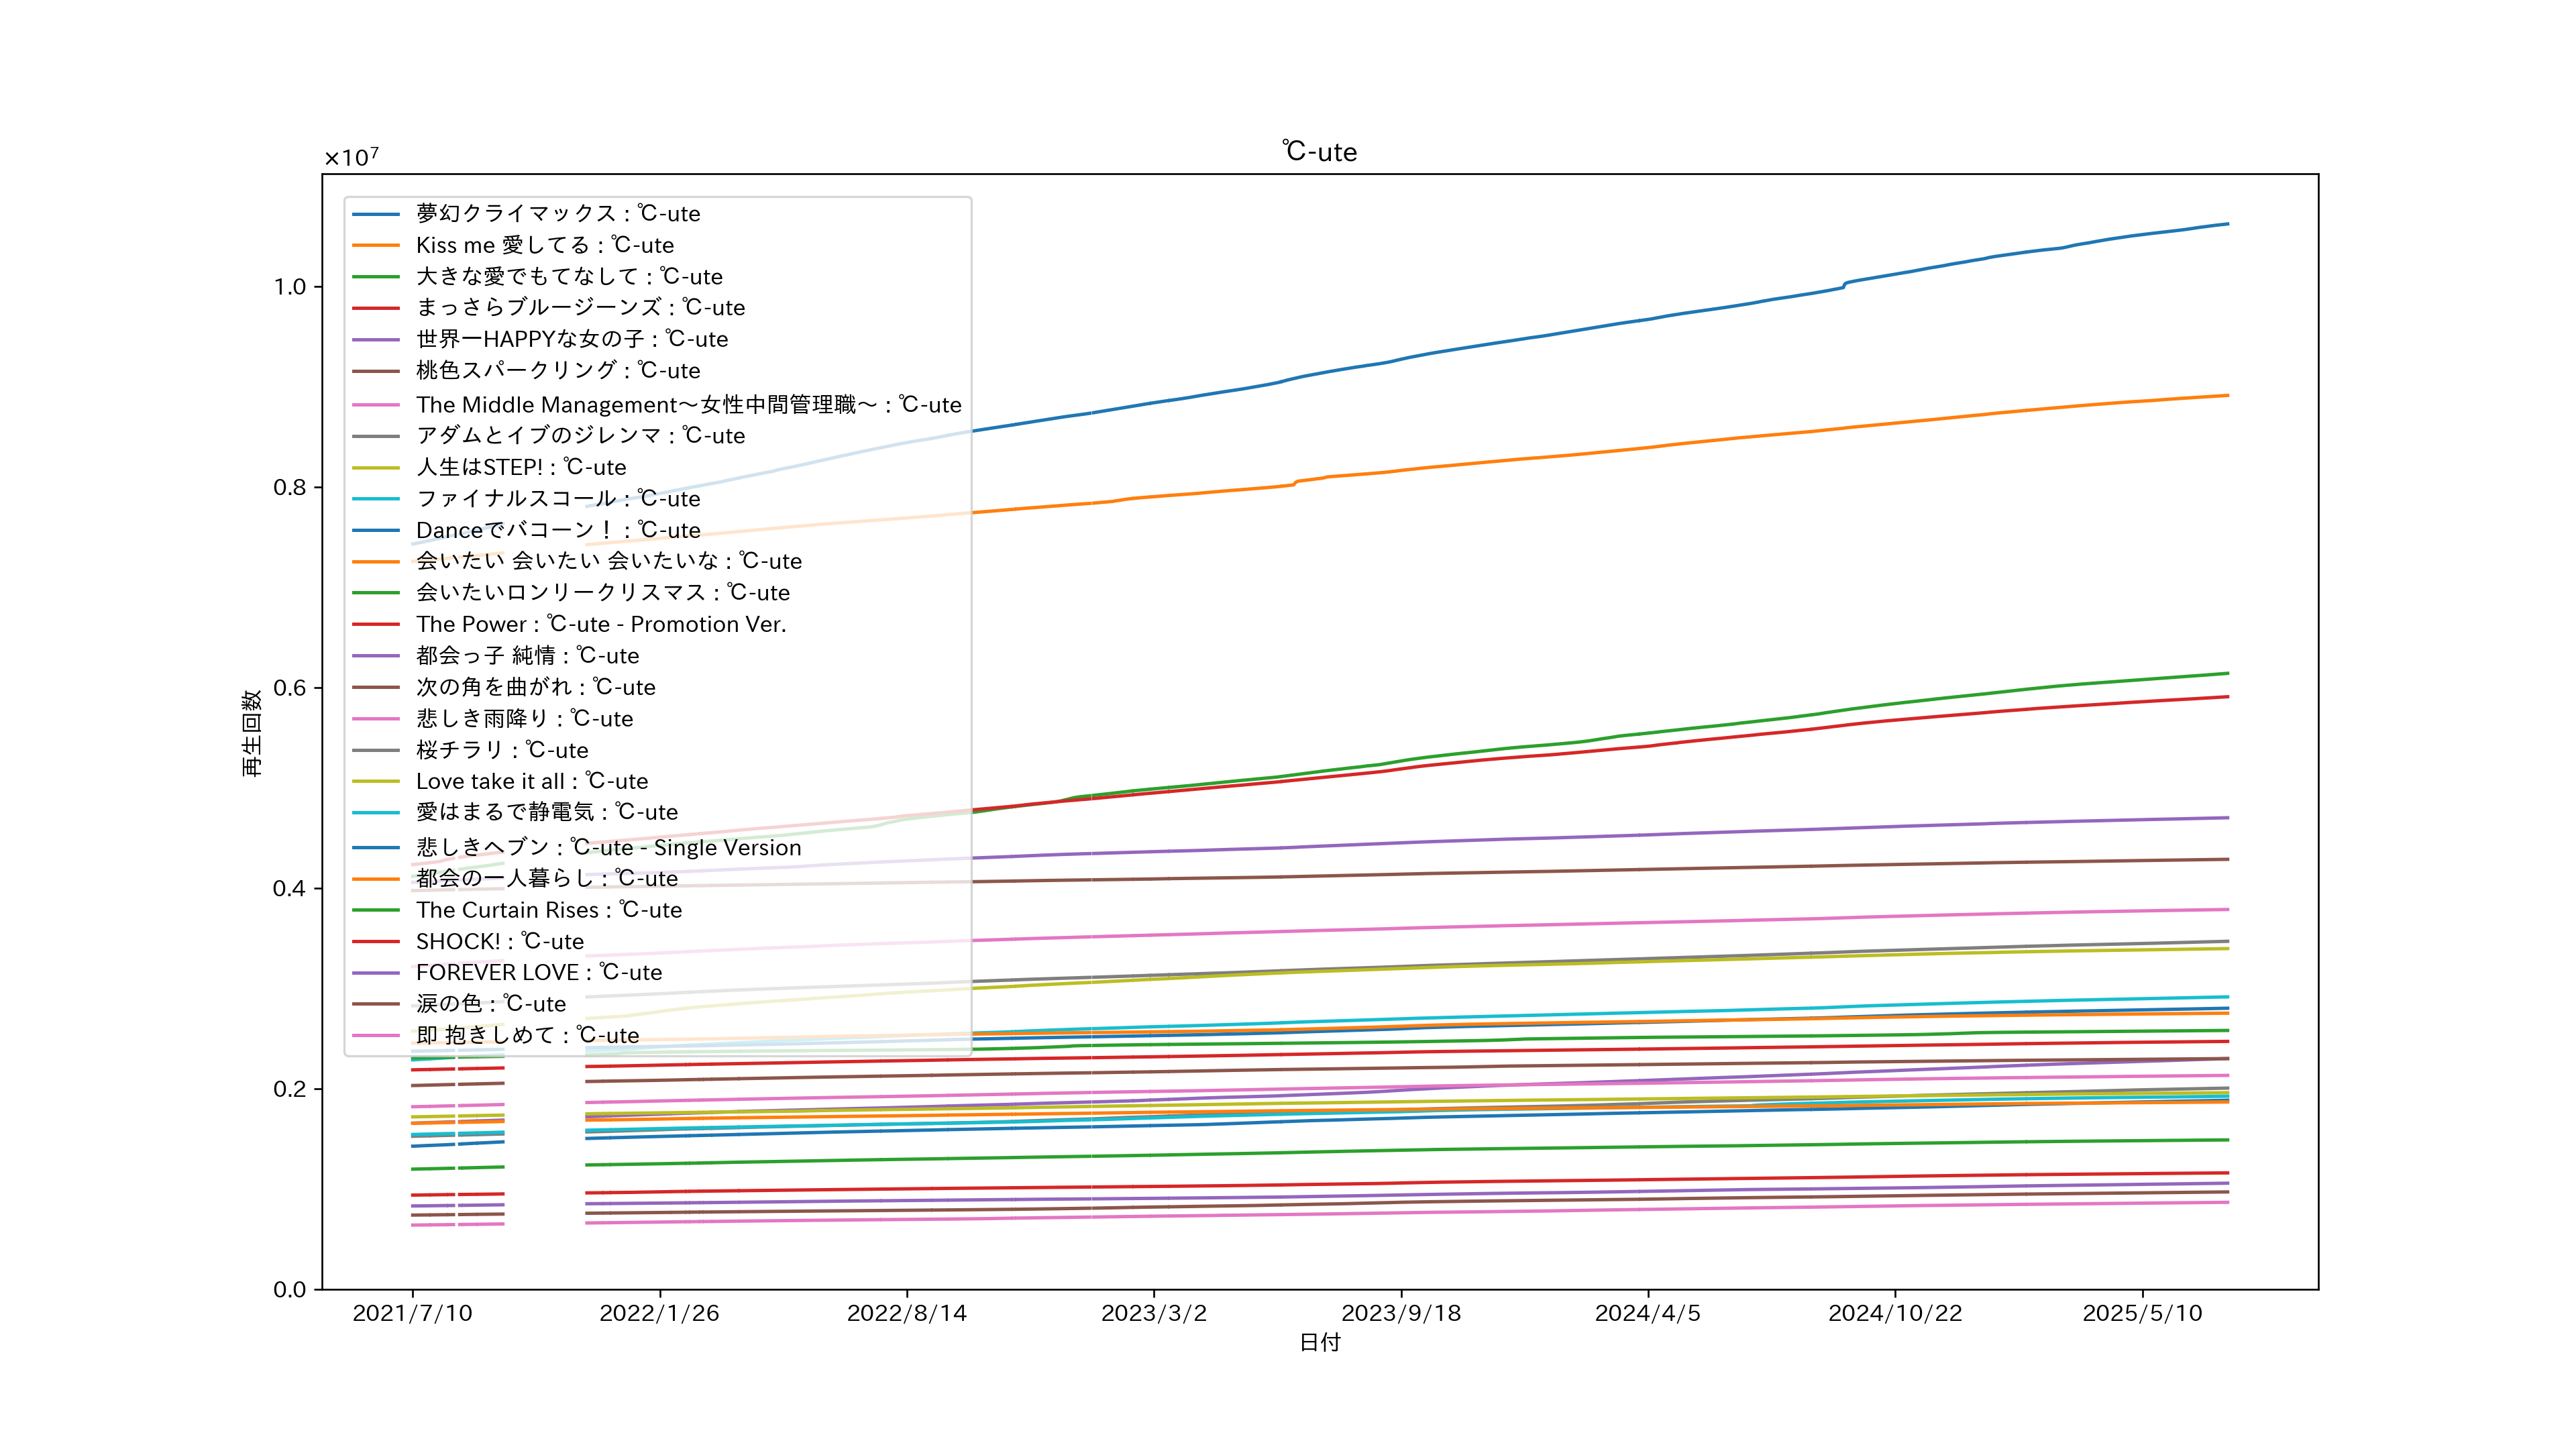 ℃-ute
×10⁷
夢幻クライマックス : ℃-ute
Kiss me 愛してる : ℃-ute
大きな愛でもてなして : ℃-ute
まっさらブルージーンズ : ℃-ute
世界一HAPPYな女の子 : ℃-ute
桃色スパークリング : ℃-ute
The Middle Management〜女性中間管理職〜 : ℃-ute
アダムとイブのジレンマ : ℃-ute
人生はSTEP! : ℃-ute
ファイナルスコール : ℃-ute
Danceでバコーン！ : ℃-ute
会いたい 会いたい 会いたいな : ℃-ute
会いたいロンリークリスマス : ℃-ute
The Power : ℃-ute - Promotion Ver.
都会っ子 純情 : ℃-ute
次の角を曲がれ : ℃-ute
悲しき雨降り : ℃-ute
桜チラリ : ℃-ute
Love take it all : ℃-ute
愛はまるで静電気 : ℃-ute
悲しきヘブン : ℃-ute - Single Version
都会の一人暮らし : ℃-ute
The Curtain Rises : ℃-ute
SHOCK! : ℃-ute
FOREVER LOVE : ℃-ute
涙の色 : ℃-ute
即 抱きしめて : ℃-ute
1.0
0.8
0.6
0.4
0.2
0.0
再生回数
2021/7/10 2022/1/26 2022/8/14 2023/3/2 2023/9/18 2024/4/5 2024/10/22 2025/5/10
日付